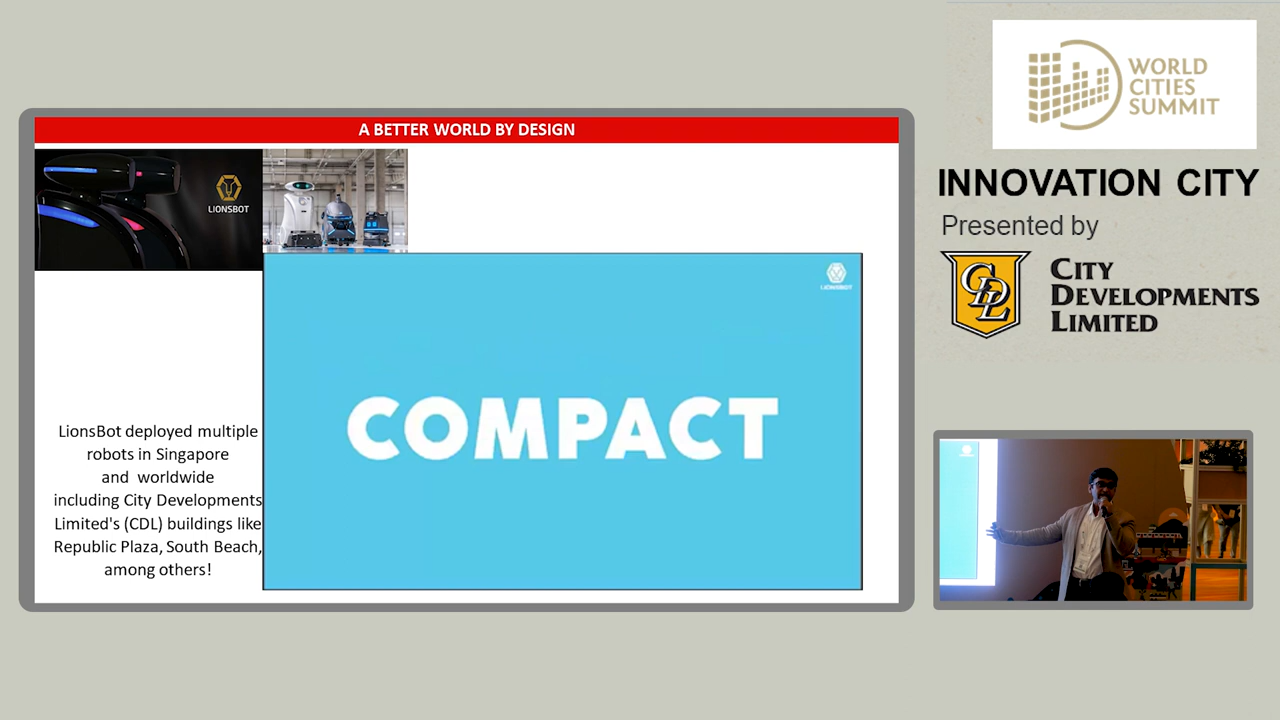 A BETTER WORLD BY DESIGN
LIONSBOT
LIONSBOT
COMPACT
LionsBot deployed multiple
robots in Singapore
and worldwide
including City Developments
Limited's (CDL) buildings like
Republic Plaza, South Beach,
among others!
WORLD
CITIES
SUMMIT
INNOVATION CITY
Presented by
CDL
CITY
DEVELOPMENTS
LIMITED